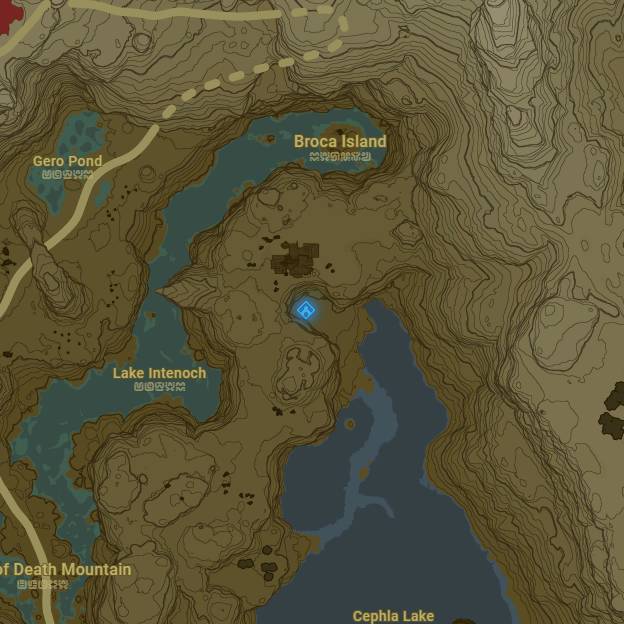 Broca Island
Gero Pond
Lake Intenoch
of Death Mountain
Cephla Lake